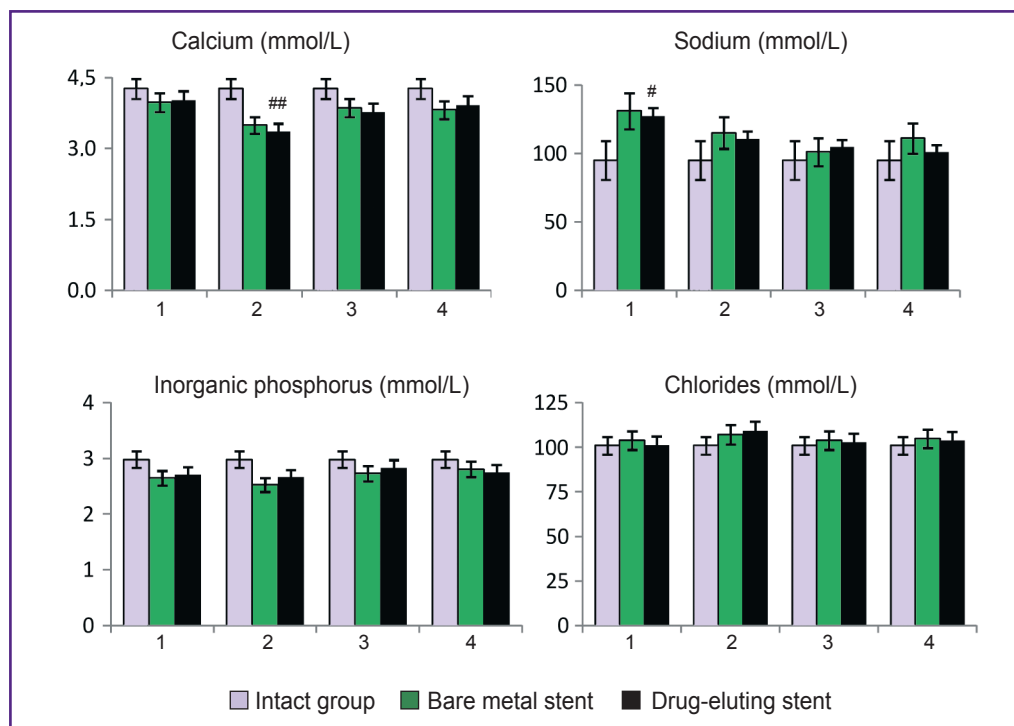 Calcium (mmol/L)
4.5
3.0
1.5
0.0
##
1 2 3 4
Sodium (mmol/L)
150
100
50
0
#
1 2 3 4
Inorganic phosphorus (mmol/L)
4
3
2
1
0
1 2 3 4
Chlorides (mmol/L)
125
100
75
50
25
0
1 2 3 4
Intact group Bare metal stent Drug-eluting stent